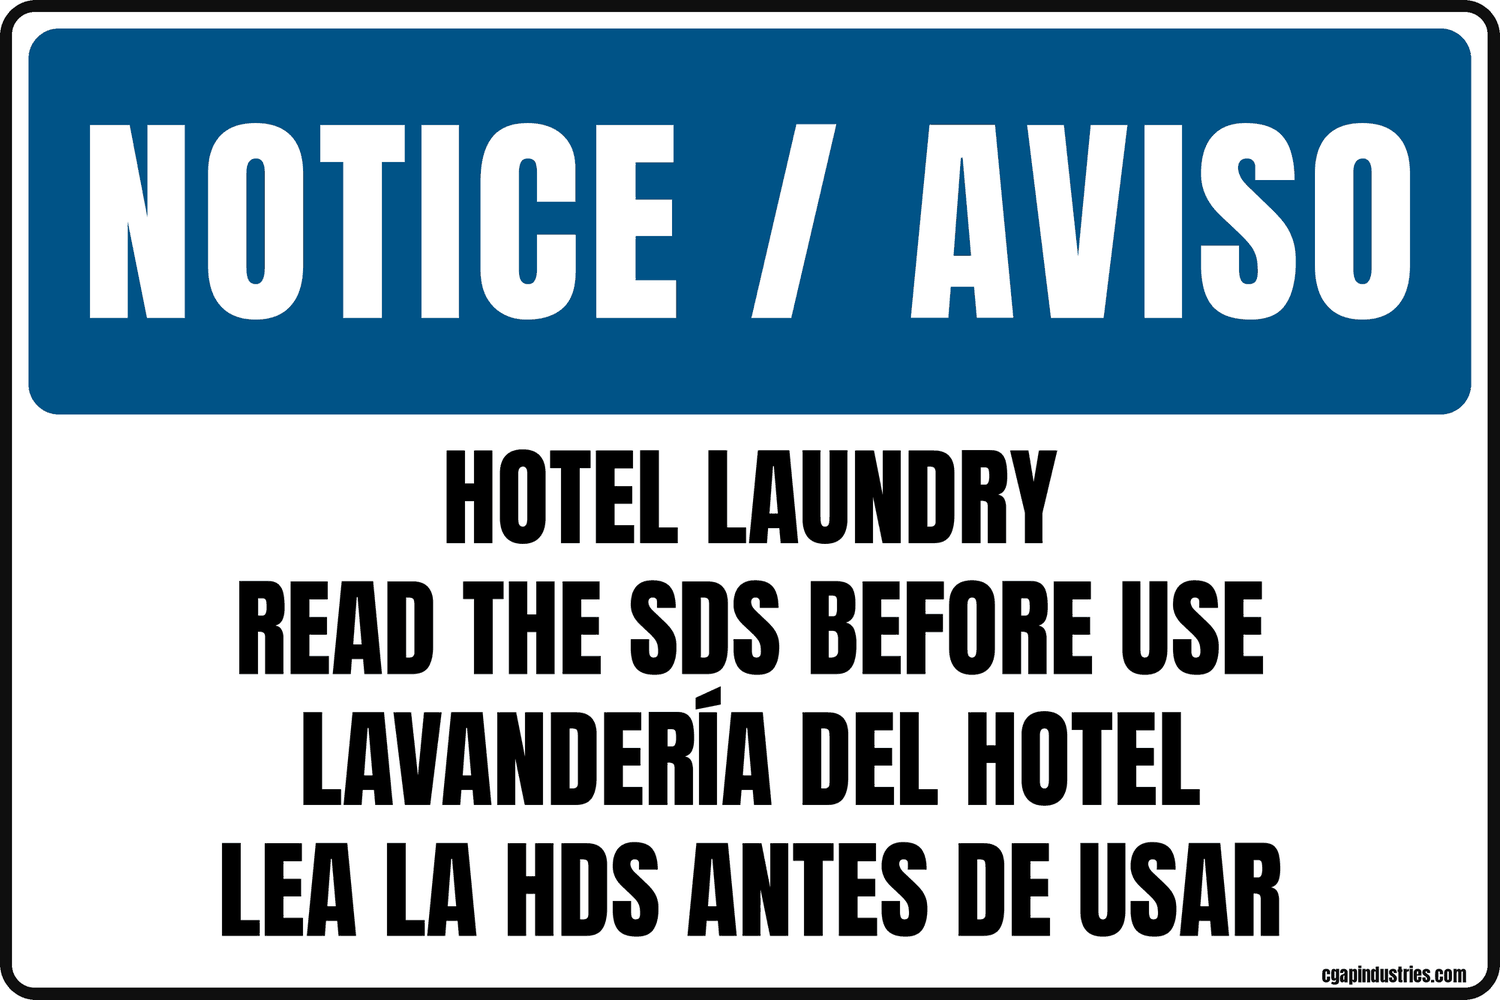 NOTICE / AVISO
HOTEL LAUNDRY
READ THE SDS BEFORE USE
LAVANDERÍA DEL HOTEL
LEA LA HDS ANTES DE USAR
cgapindustries.com